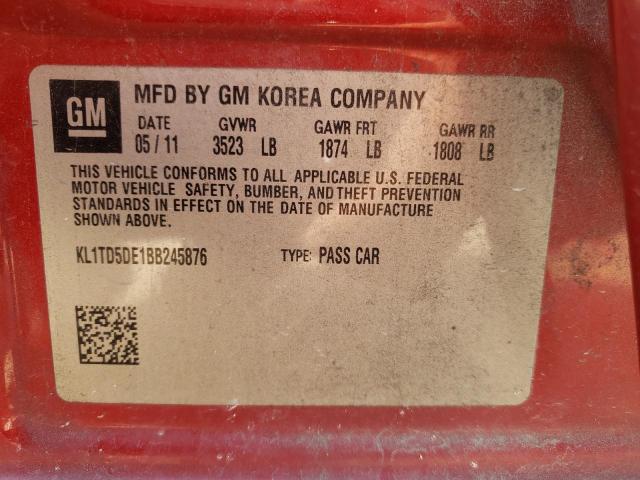 GM MFD BY GM KOREA COMPANY
DATE GVWR GAWR FRT GAWR RR
05/11 3523 LB 1874 LB 1808 LB
THIS VEHICLE CONFORMS TO ALL APPLICABLE U.S. FEDERAL
MOTOR VEHICLE SAFETY, BUMBER, AND THEFT PREVENTION
STANDARDS IN EFFECT ON THE DATE OF MANUFACTURE
SHOWN ABOVE.
KL1TD5DE1BB245876 TYPE: PASS CAR